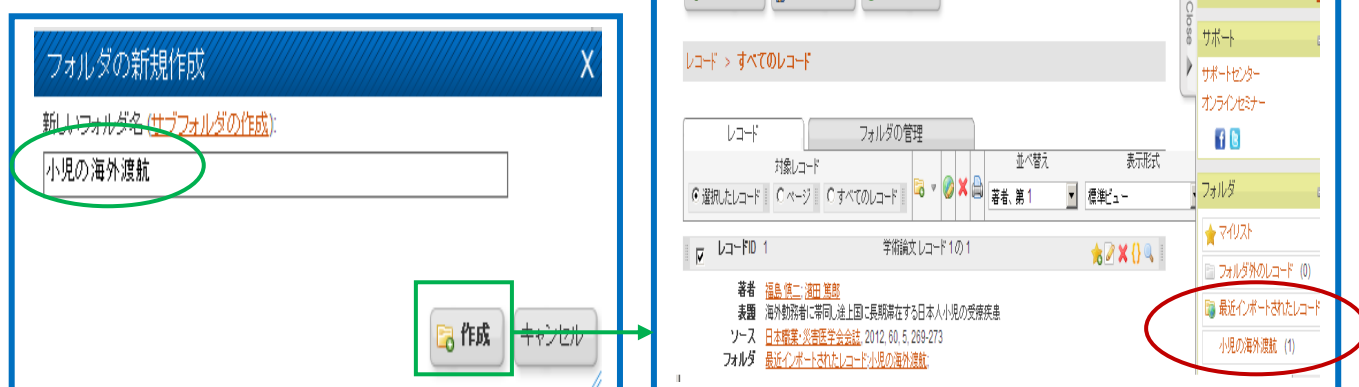 フォルダの新規作成 X
新しいフォルダ名 (サブフォルダの作成):
小児の海外渡航
作成 キャンセル
Close
レコード > すべてのレコード
レコード フォルダの管理
対象レコード 並べ替え 表示形式
選択したレコード ページ すべてのレコード 著者、第 1 標準ビュー
レコードID 1 学術論文 レコード 1の 1
著者 福島 慎二; 濱田 篤郎
表題 海外勤務者に帯同し途上国に長期滞在する日本人小児の受療疾患
ソース 日本職業・災害医学会会誌, 2012, 60, 5, 269-273
フォルダ 最近インポートされたレコード;小児の海外渡航;
サポート
サポートセンター
オンラインセミナー
フォルダ
マイリスト
フォルダ外のレコード (0)
最近インポートされたレコード
小児の海外渡航 (1)